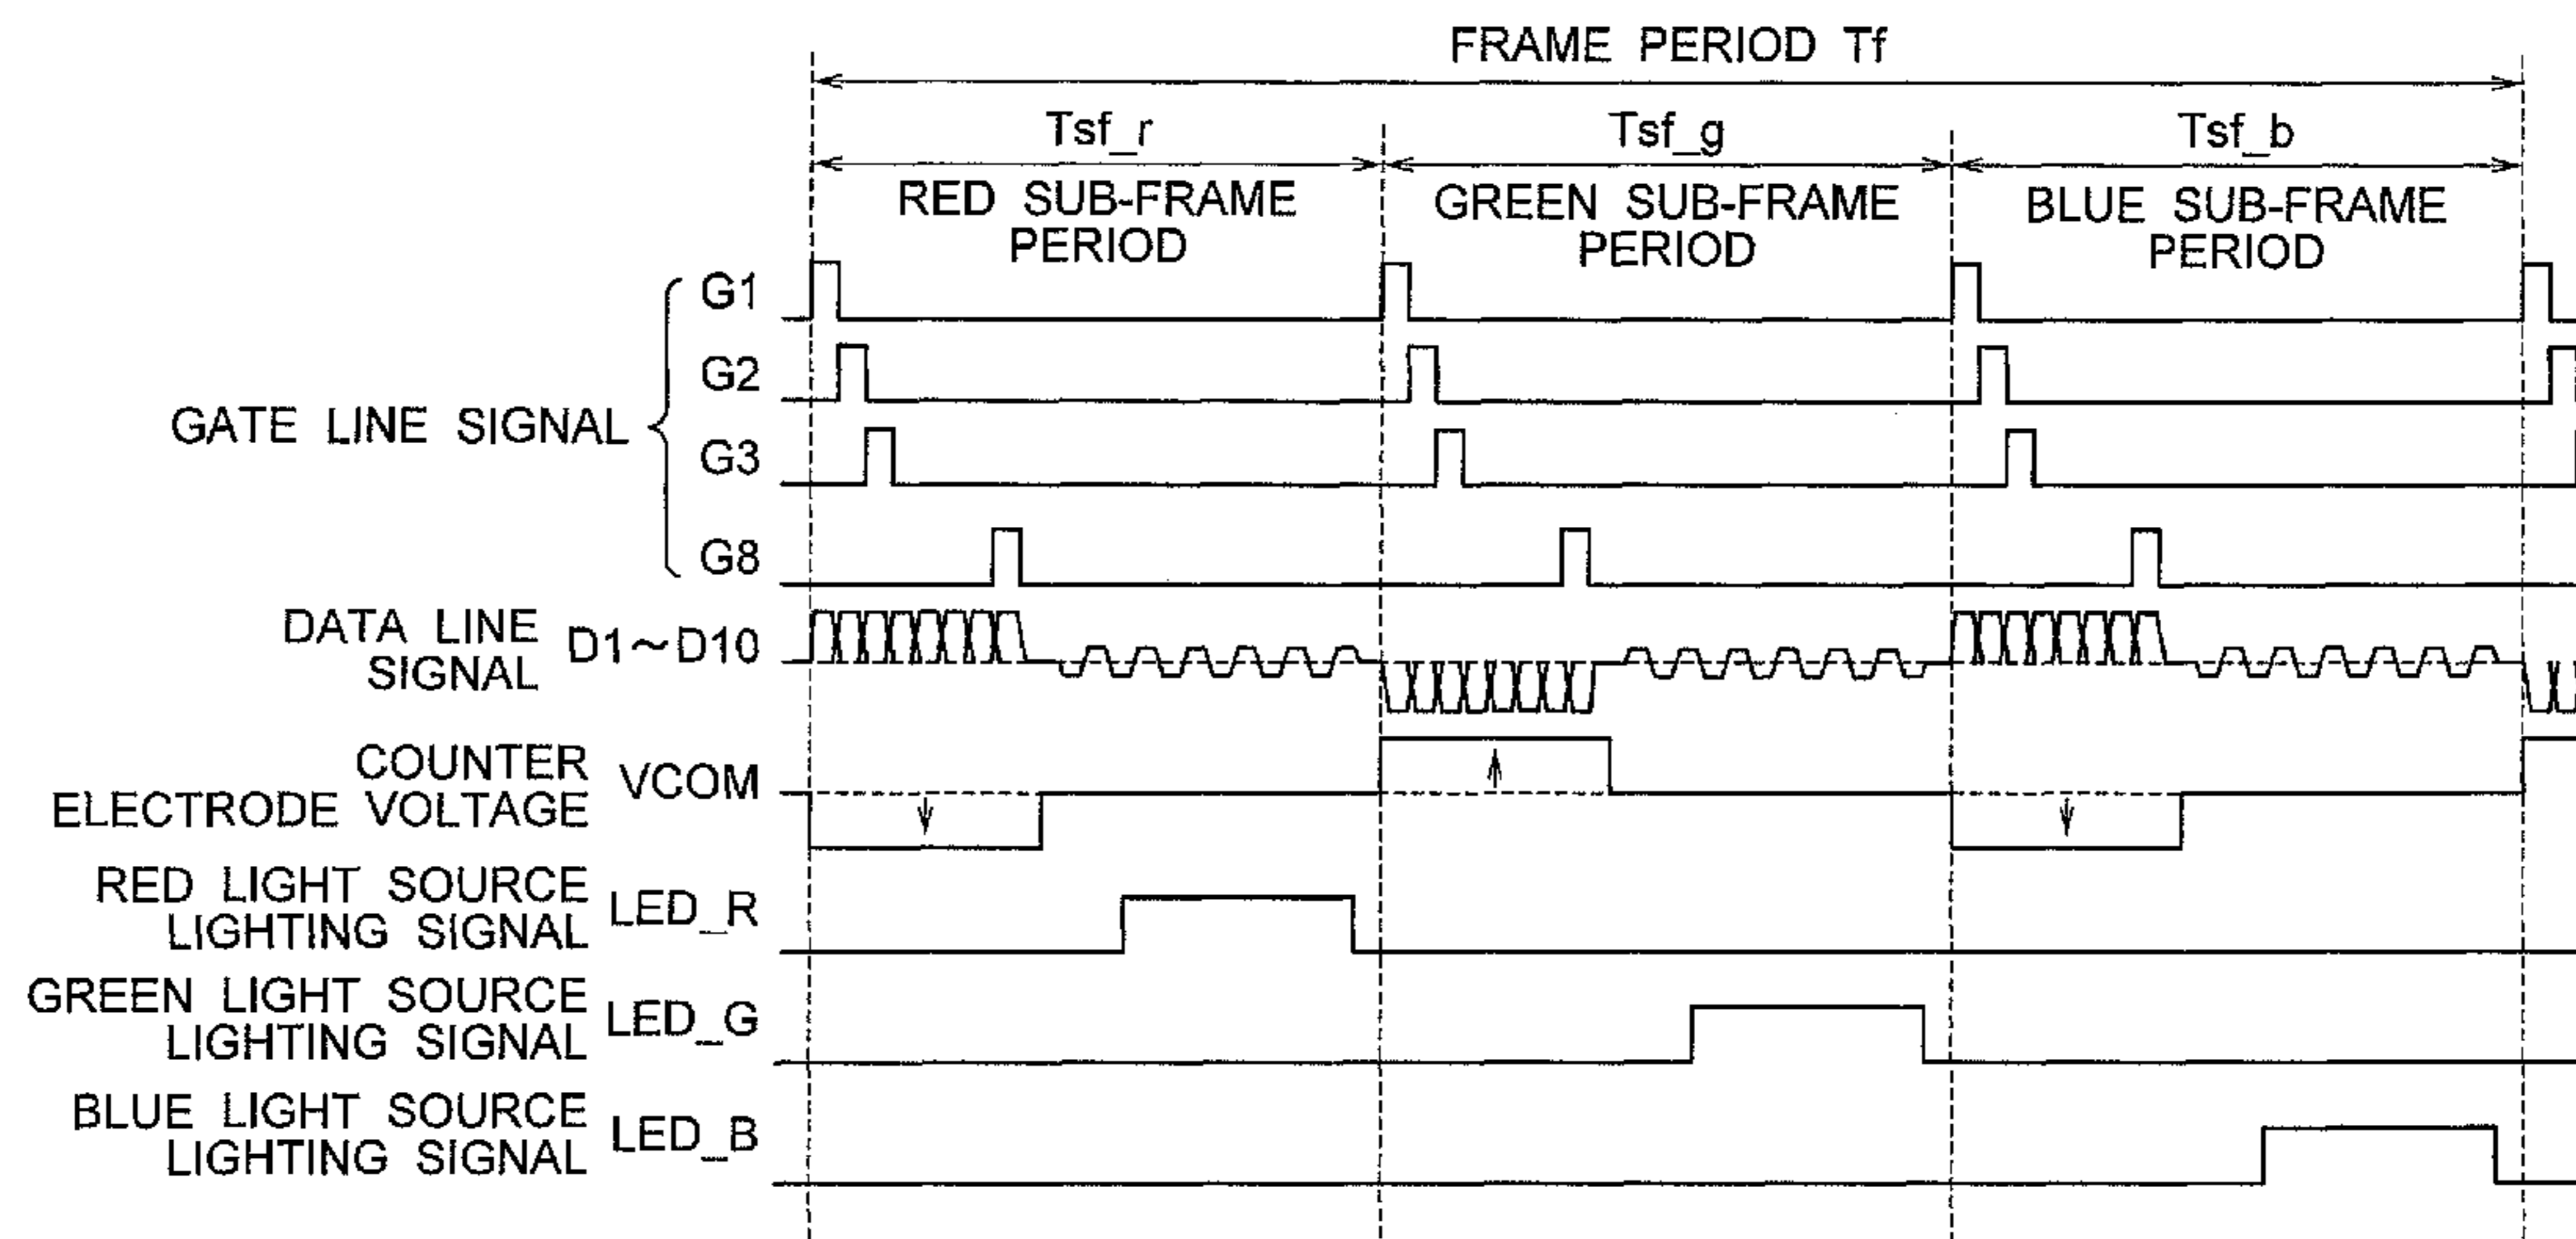 FRAME PERIOD Tf
Tsf_r
Tsf_g
Tsf_b
RED SUB-FRAME
PERIOD
GREEN SUB-FRAME
PERIOD
BLUE SUB-FRAME
PERIOD
GATE LINE SIGNAL
G1
G2
G3
G8
DATA LINE
SIGNAL
D1~D10
COUNTER
ELECTRODE VOLTAGE
VCOM
RED LIGHT SOURCE
LIGHTING SIGNAL
LED_R
GREEN LIGHT SOURCE
LIGHTING SIGNAL
LED_G
BLUE LIGHT SOURCE
LIGHTING SIGNAL
LED_B